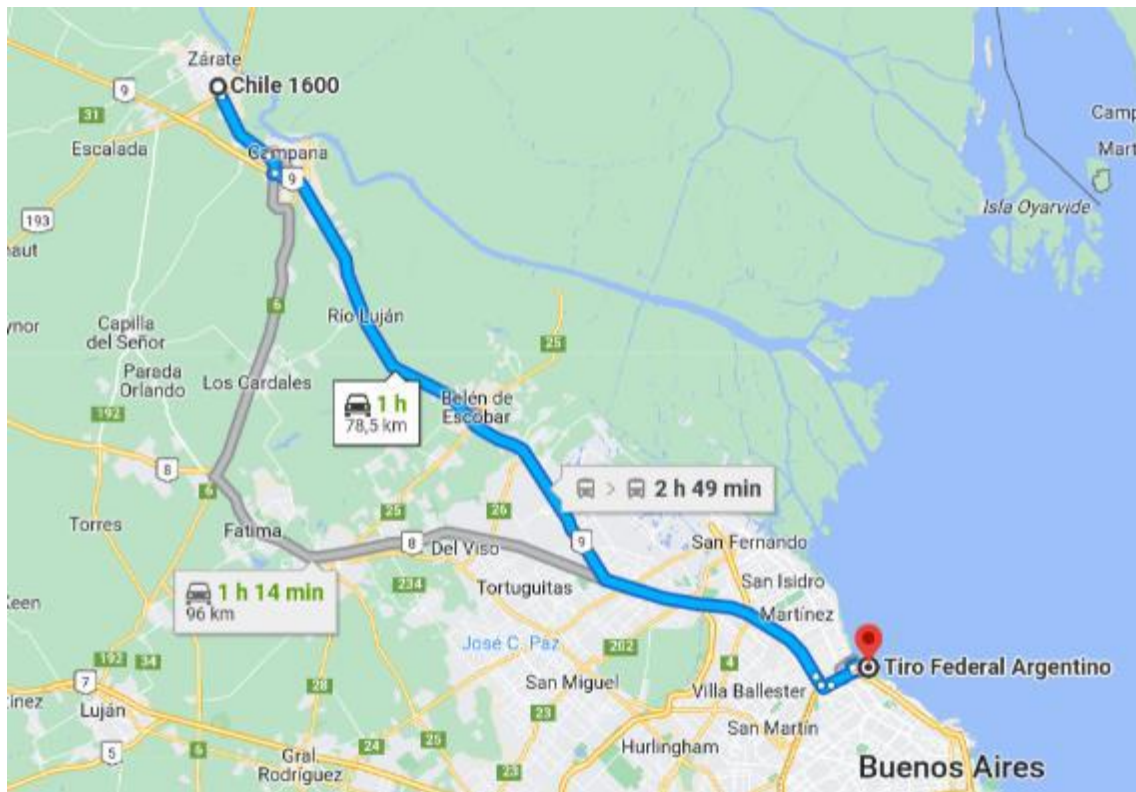 Zárate
Chile 1600
9
31
Escalada
Campana
9
193
Camp
Mart
Isla Oyarvide
aut
6
Río Luján
ynor
Capilla
del Señor
25
Parada
Orlando
Los Cardales
192
1 h
78,5 km
Belén de
Escobar
8
6
2 h 49 min
Torres
Fatima
25
26
8
Del Viso
9
San Fernando
1 h 14 min
96 km
234
Tortuguitas
San Isidro
Martínez
Keen
José C. Paz
202
4
Tiro Federal Argentino
192
34
7
28
San Miguel
Villa Ballester
ínez
Luján
23
San Martín
5
6
24
25
Hurlingham
Gral.
Rodríguez
23
Buenos Aires